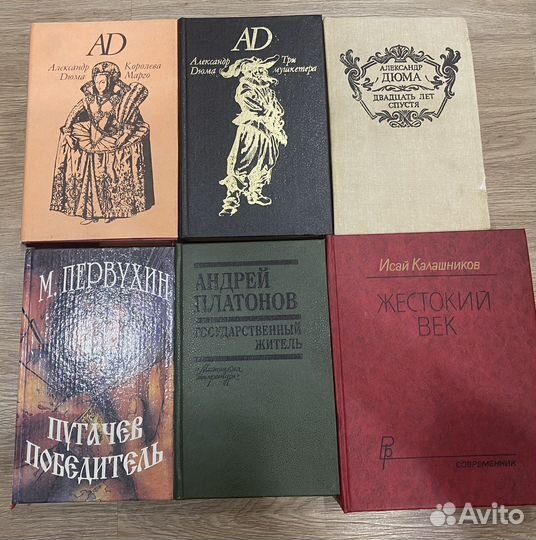 AD
Александр Дюма
Королева Марго
AD
Александр Дюма
Три мушкетера
АЛЕКСАНДР
ДЮМА
ДВАДЦАТЬ ЛЕТ
СПУСТЯ
М. ПЕРВУХИН
ПУГАЧЕВ
ПОБЕДИТЕЛЬ
АНДРЕЙ
ПЛАТОНОВ
ГОСУДАРСТВЕННЫЙ
ЖИТЕЛЬ
Исай Калашников
ЖЕСТОКИЙ
ВЕК
СОВРЕМЕННИК
Avito